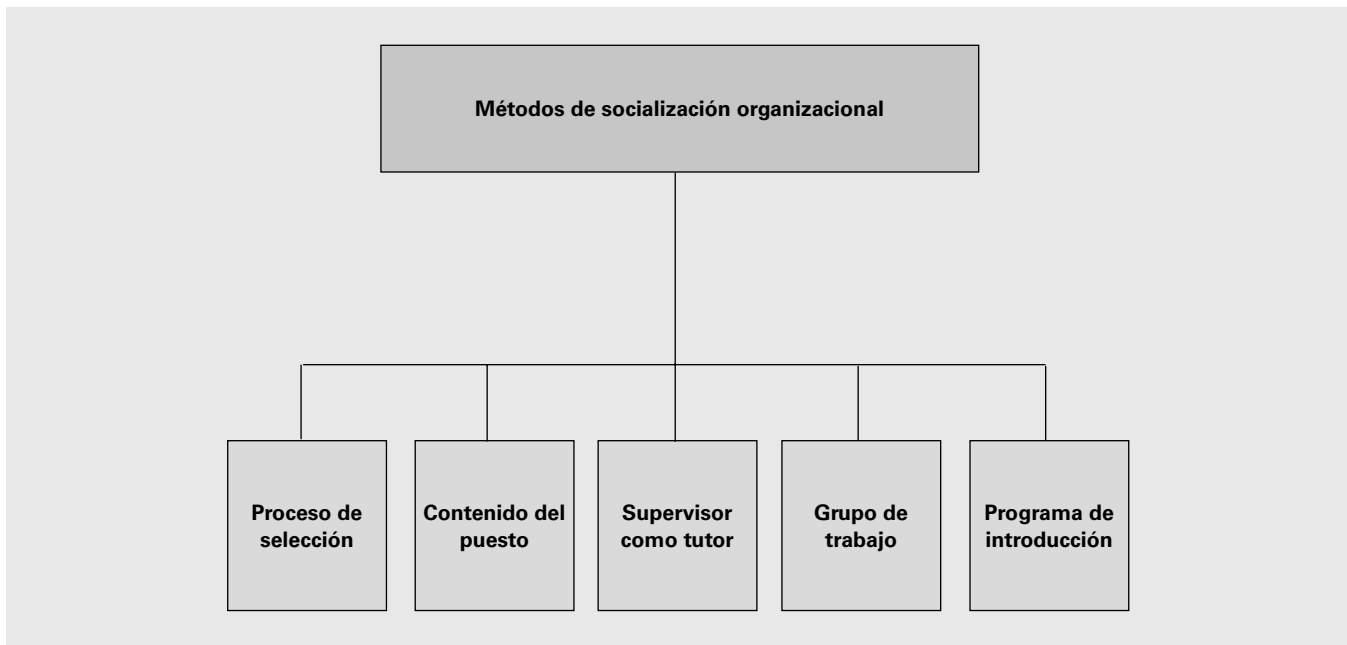 Métodos de socialización organizacional
Proceso de
selección
Contenido del
puesto
Supervisor
como tutor
Grupo de
trabajo
Programa de
introducción